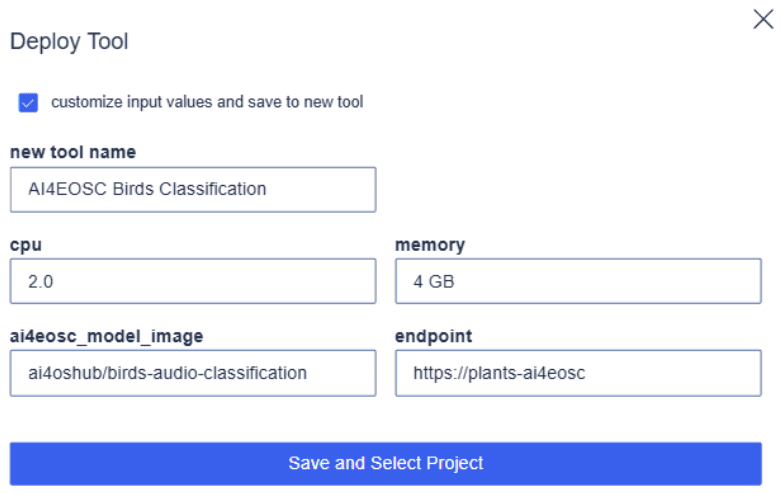 Deploy Tool
customize input values and save to new tool
new tool name
AI4EOSC Birds Classification
cpu
memory
2.0
4 GB
ai4eosc_model_image
endpoint
ai4oshub/birds-audio-classification
https://plants-ai4eosc
Save and Select Project